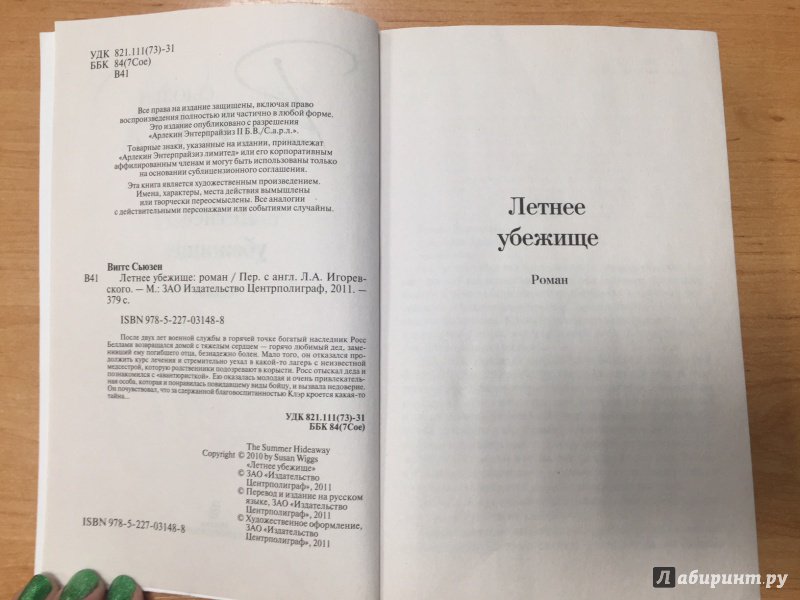 УДК 821.111(73)-31
ББК 84(7Сое)
В41
Все права на издание защищены, включая право
воспроизведения полностью или частично в любой форме.
Это издание опубликовано с разрешения
«Арлекин Энтерпрайзиз II Б.В./С.а.р.л.».
Товарные знаки, указанные на издании, принадлежат
«Арлекин Энтерпрайзиз лимитед» или его корпоративным
аффилированным членам и могут быть использованы только
на основании сублицензионного соглашения.
Эта книга является художественным произведением.
Имена, характеры, места действия вымышлены
или творчески переосмыслены. Все аналогии
с действительными персонажами или событиями случайны.
Виггс Сьюзен
В41 Летнее убежище: роман / Пер. с англ. Л.А. Игорев-
ского. — М.: ЗАО Издательство Центрполиграф, 2011. —
379 с.
ISBN 978-5-227-03148-8
После двух лет военной службы в горячей точке богатый наследник Росс
Беллами возвращался домой с тяжелым сердцем — горячо любимый дед, заме-
нивший ему погибшего отца, безнадежно болен. Мало того, он отказался про-
должить курс лечения и стремительно уехал в какой-то лагерь с неизвестной
медсестрой, которую родственники подозревают в корысти. Росс отыскал деда и
познакомился с «авантюристкой». Ею оказалась молодая и очень привлекатель-
ная особа, которая и понравилась повидавшему виды бойцу, и вызвала недоверие.
Он почувствовал, что за сдержанной благовоспитанностью Клэр кроется какая-то
тайна...
УДК 821.111(73)-31
ББК 84(7Сое)
The Summer Hideaway
Copyright © 2010 by Susan Wiggs
«Летнее убежище»
© ЗАО «Издательство
Центрполиграф», 2011
© Перевод и издание на русском
языке, ЗАО «Издательство
Центрполиграф», 2011
© Художественное оформление,
ЗАО «Издательство
Центрполиграф», 2011
ISBN 978-5-227-03148-8
Летнее
убежище
Роман
Лабиринт.ру